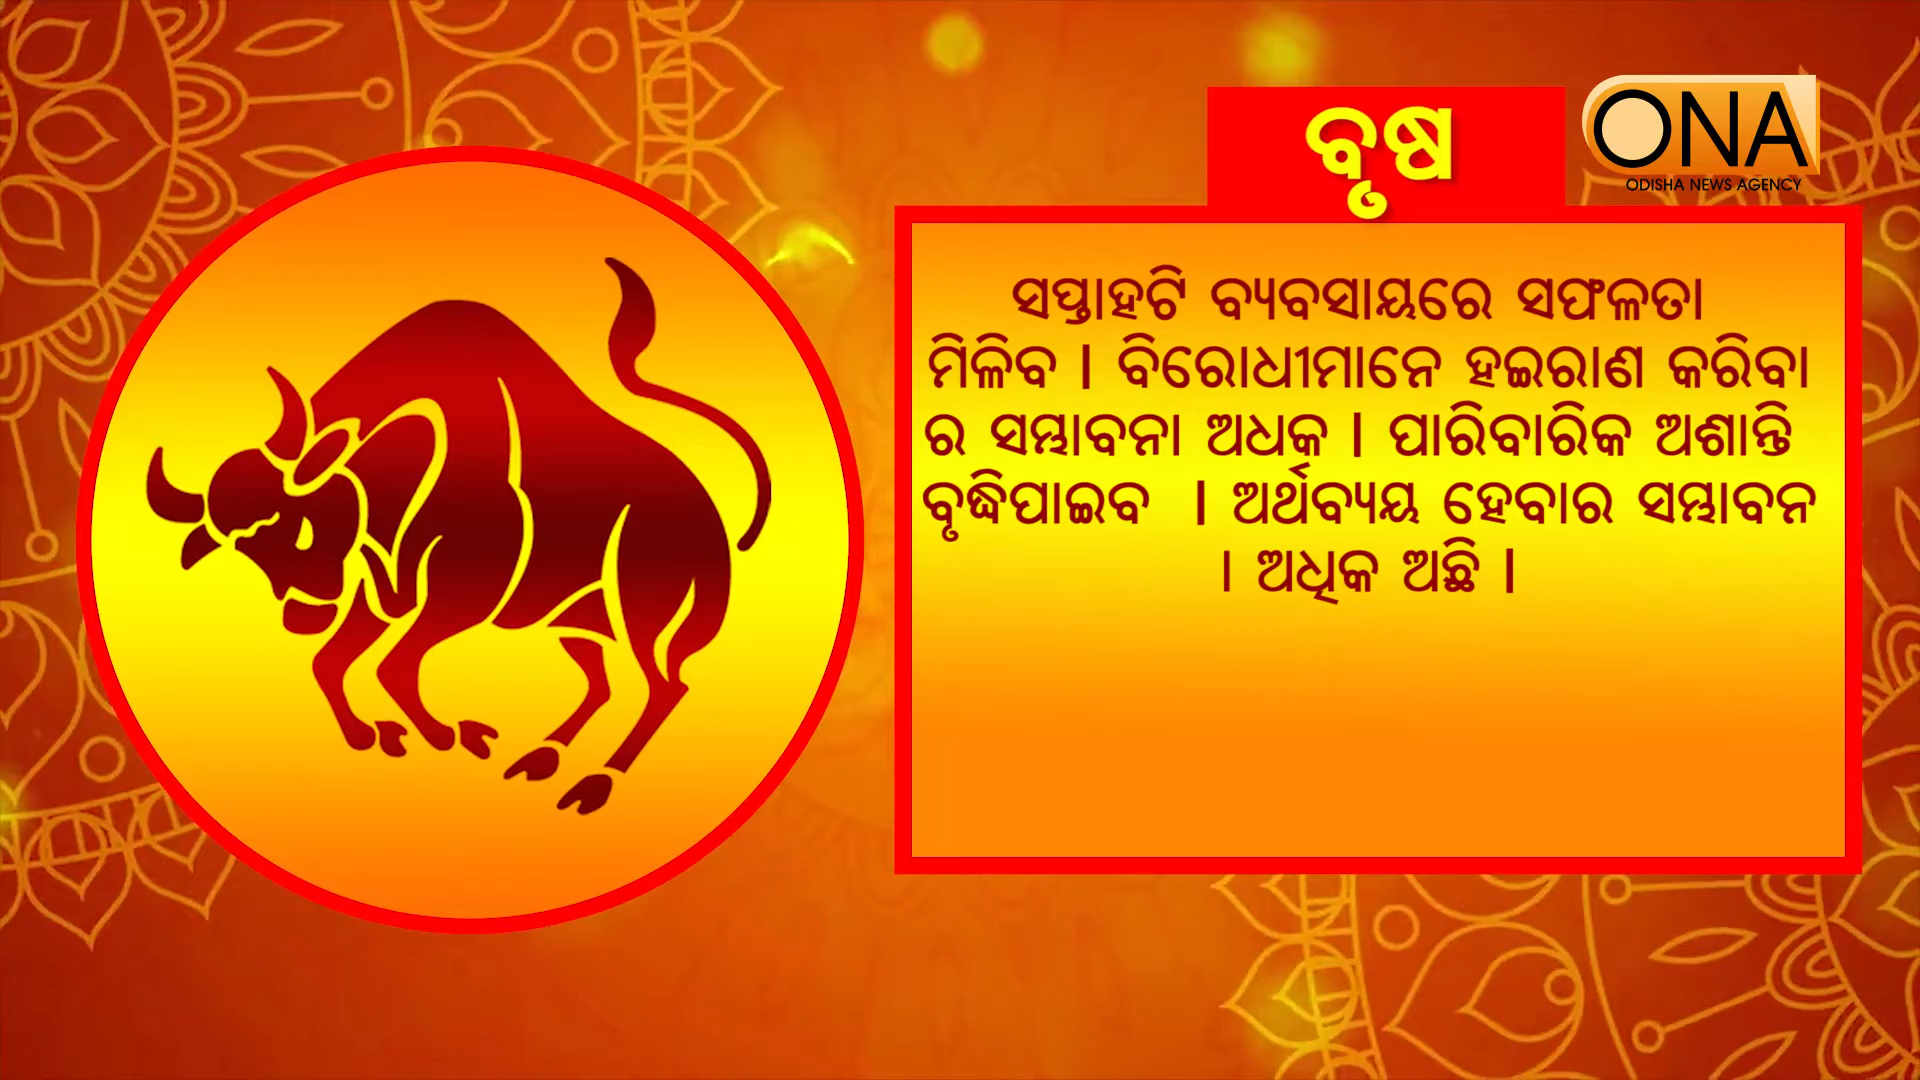 ବୃଷ
ONA
ODISHA NEWS AGENCY
ସପ୍ତାହଟି ବ୍ୟବସାୟରେ ସଫଳତା
ମିଳିବ । ବିରୋଧୀମାନେ ହଇରାଣ କରିବା
ର ସମ୍ଭାବନା ଅଧକ୍ । ପାରିବାରିକ ଅଶାନ୍ତି
ବୃଦ୍ଧିପାଇବ । ଅର୍ଥବ୍ୟୟ ହେବାର ସମ୍ଭାବନ
। ଅଧିକ ଅଛି ।